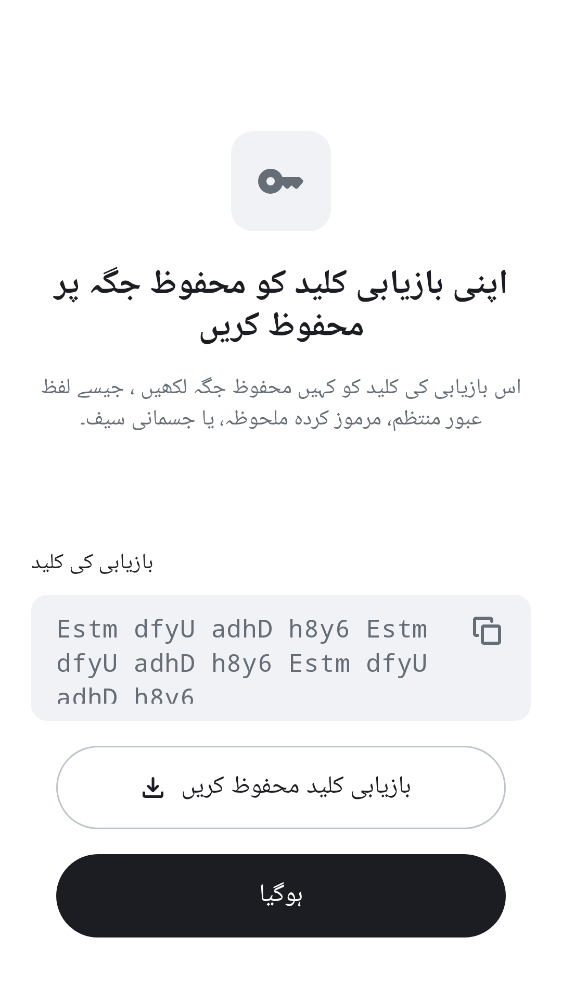 اپنی بازیابی کلید کو محفوظ جگہ پر
محفوظ کریں
اس بازیابی کی کلید کو کہیں محفوظ جگہ لکھیں ، جیسے لفظ
عبور منتظم، مرموز کردہ ملحوظہ، یا جسمانی سیف۔
بازیابی کی کلید
Estm dfyU adhD h8y6 Estm
dfyU adhD h8y6 Estm dfyU
adhD h8y6
بازیابی کلید محفوظ کریں
ہوگیا